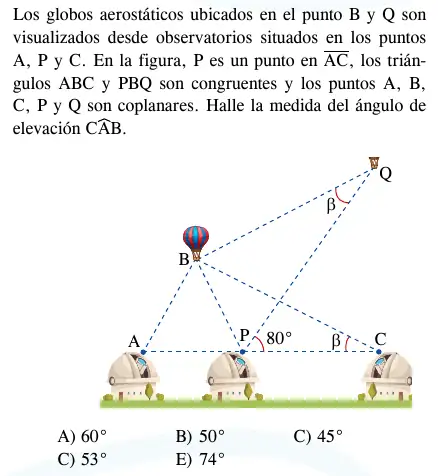 Los globos aerostáticos ubicados en el punto B y Q son
visualizados desde observatorios situados en los puntos
A, P y C. En la figura, P es un punto en AC, los trián-
gulos ABC y PBQ son congruentes y los puntos A, B,
C, P y Q son coplanares. Halle la medida del ángulo de
elevación CAB.
Q
β
B
A P 80° β C
A) 60° B) 50° C) 45°
C) 53° E) 74°